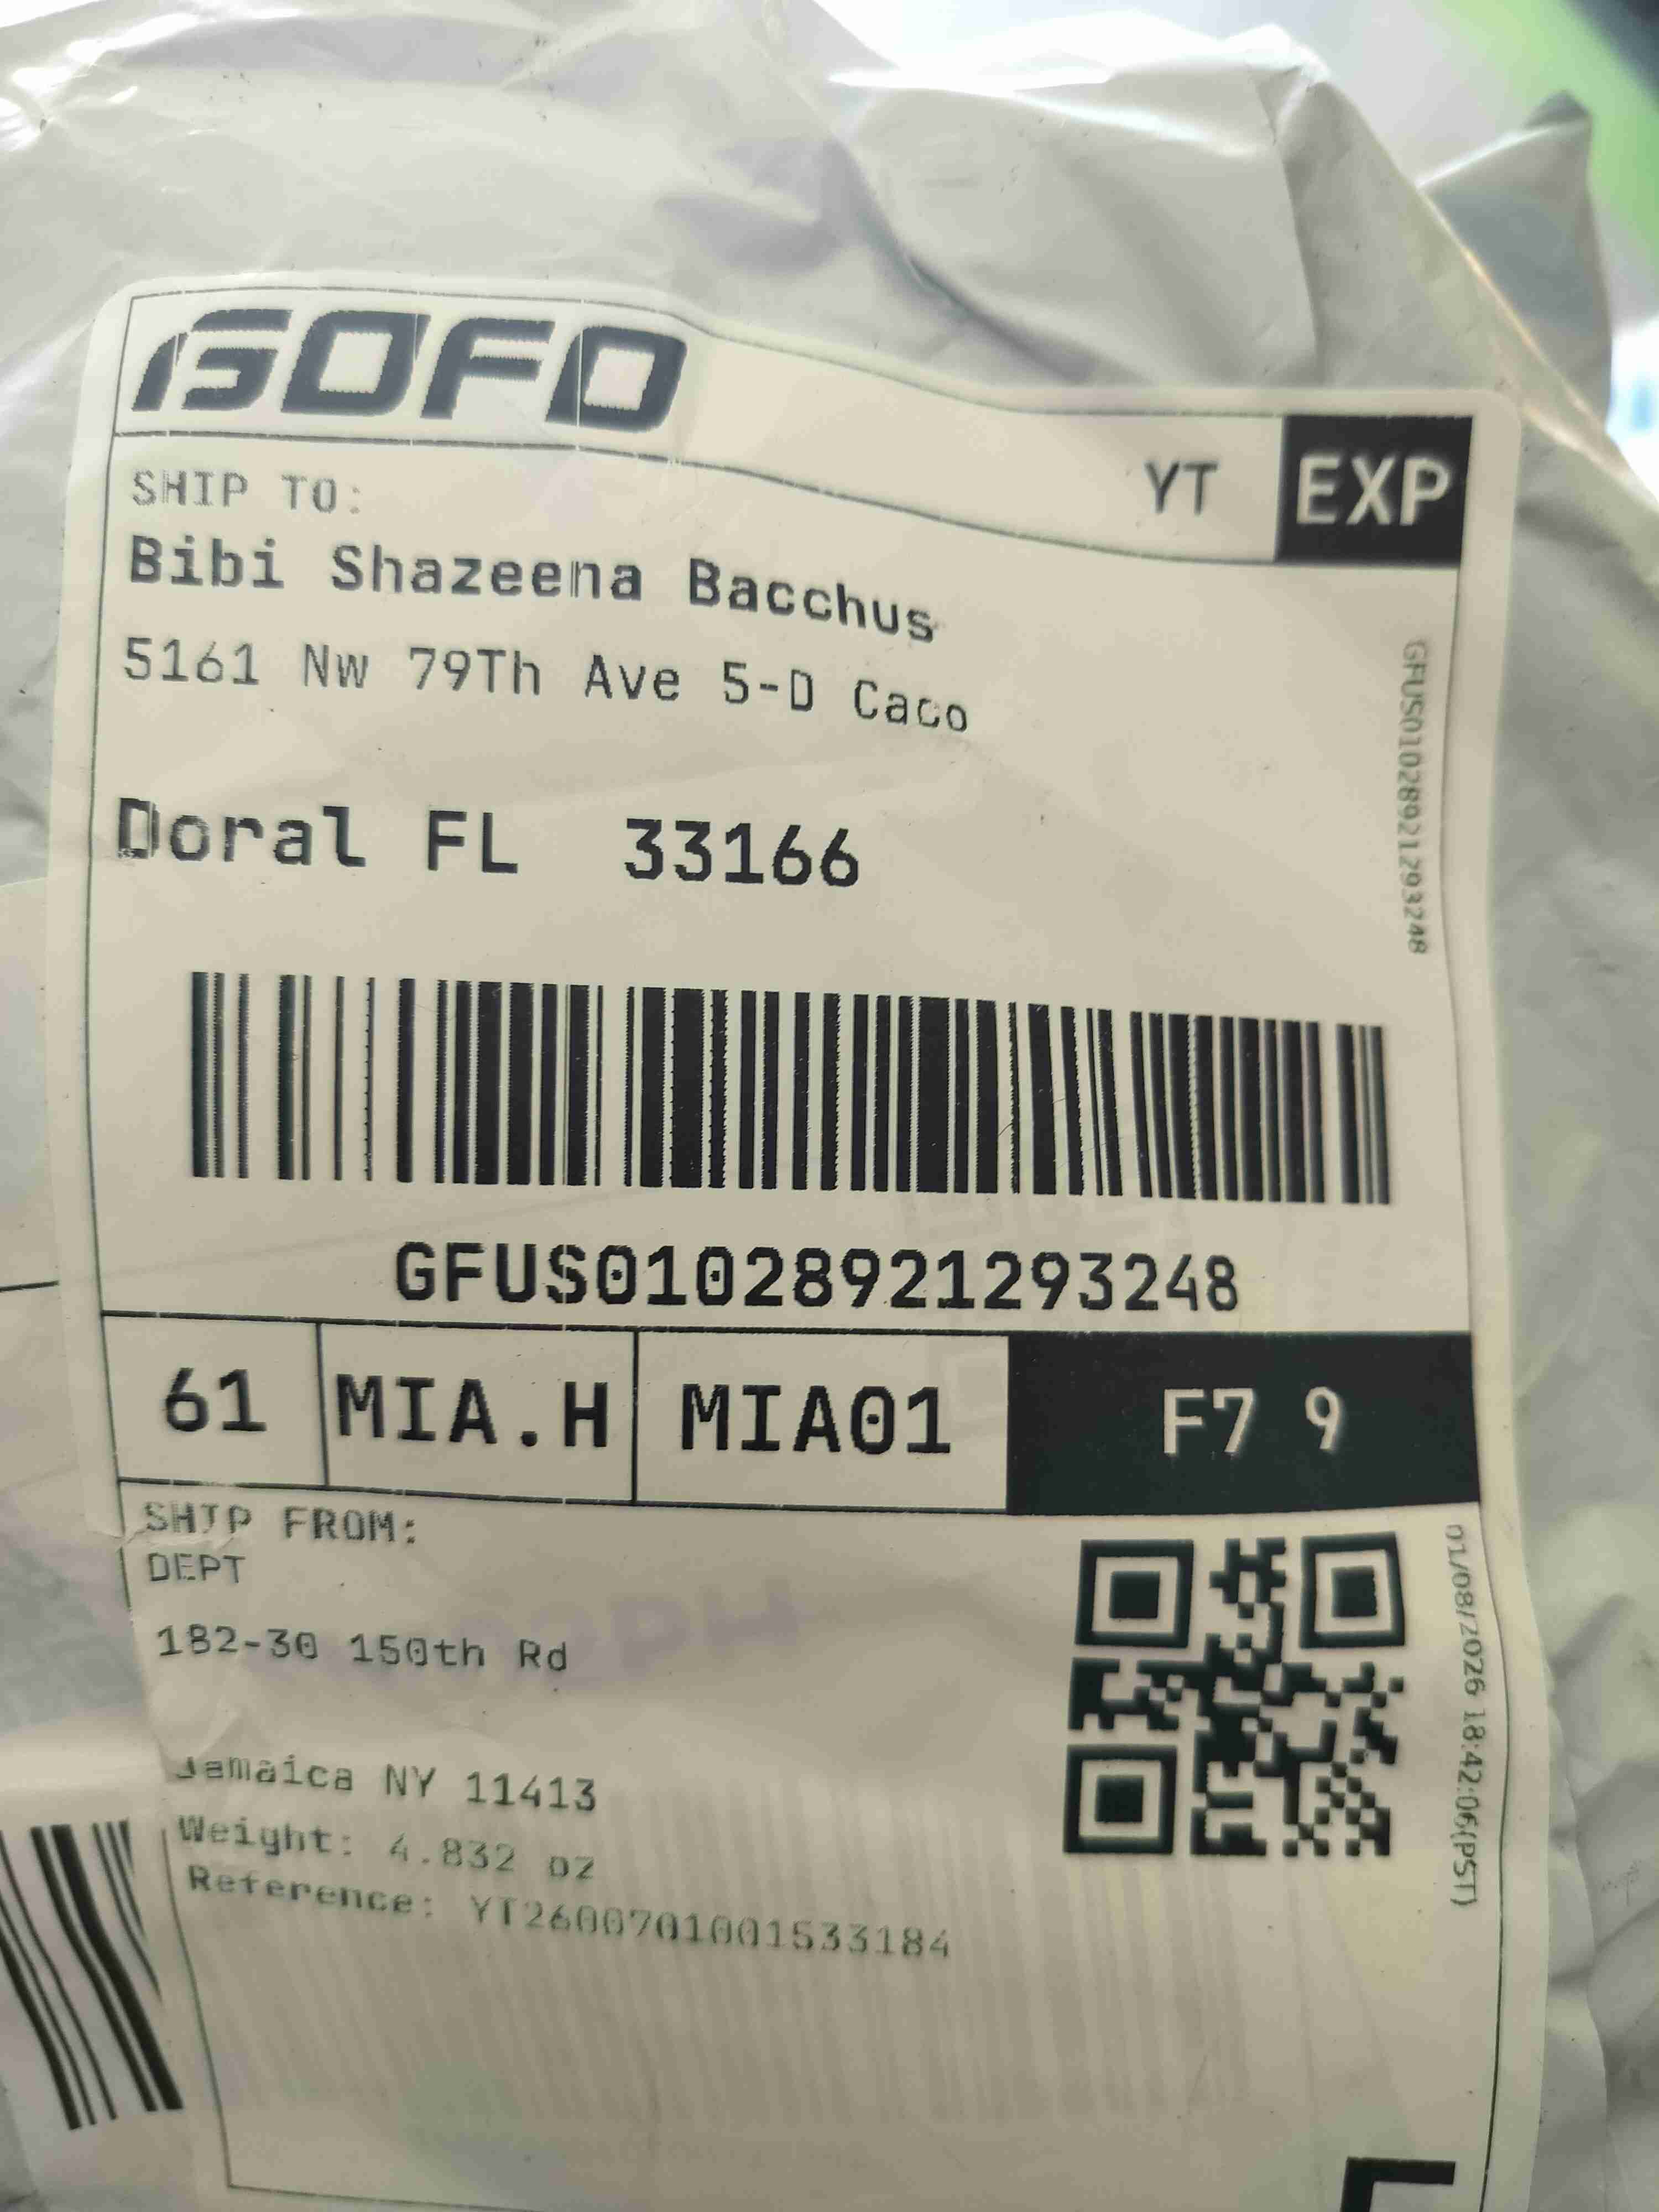 GOFO
YT EXP
SHIP TO:
Bibi Shazeena Bacchus
5161 Nw 79Th Ave 5-D Caco
Doral FL 33166
GFUS01028921293248
GFUS01028921293248
61 MIA.H MIA01 F7 9
SHIP FROM:
DEPT
182-30 150th Rd
Jamaica NY 11413
Weight: 4.832 oz
Reference: YT2600701001533184
01/08/2026 18:42:06(PST)